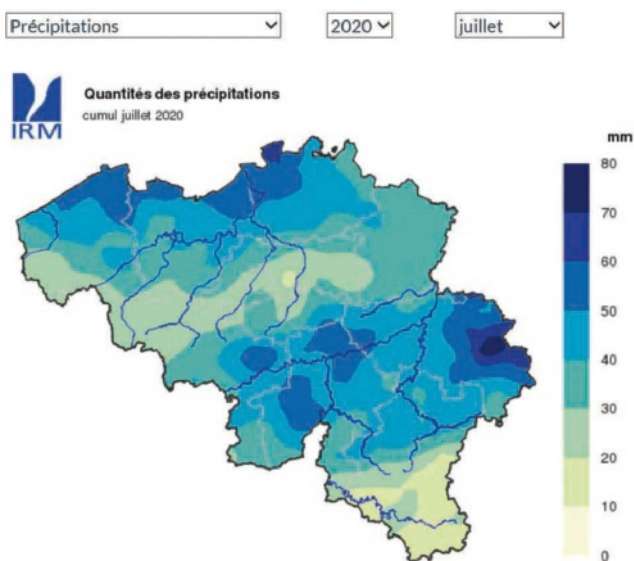 Précipitations 2020 juillet
IRM
Quantités des précipitations
cumul juillet 2020
mm
80
70
60
50
40
30
20
10
0